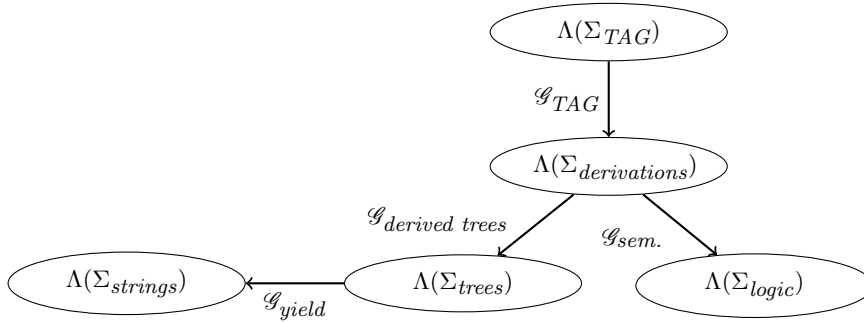 Λ(Σ_TAG)
𝒢_TAG
Λ(Σ_derivations)
𝒢_derived trees
𝒢_sem.
Λ(Σ_strings)
𝒢_yield
Λ(Σ_trees)
Λ(Σ_logic)